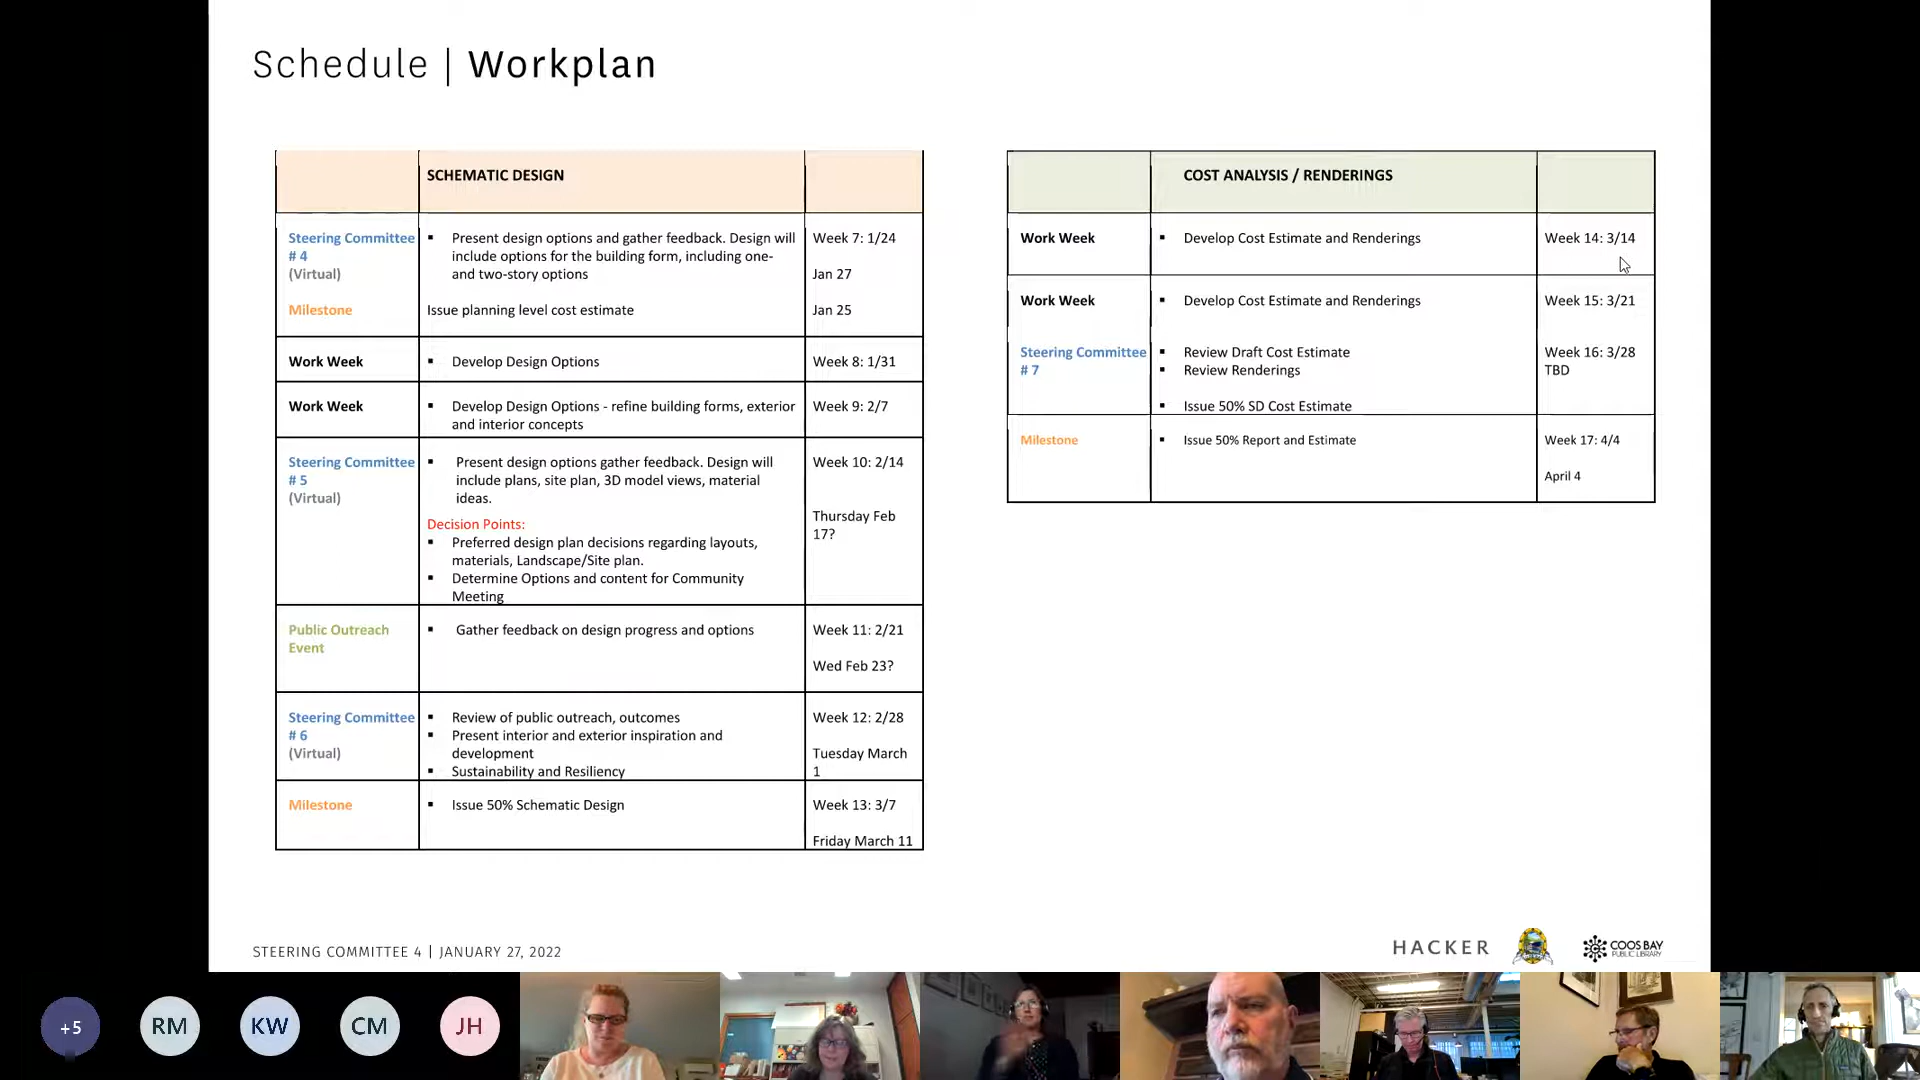 Schedule | Workplan
SCHEMATIC DESIGN
Steering Committee
# 4
(Virtual)
▪ Present design options and gather feedback. Design will
include options for the building form, including one-
and two-story options
Week 7: 1/24
Jan 27
Milestone
Issue planning level cost estimate
Jan 25
Work Week
▪ Develop Design Options
Week 8: 1/31
Work Week
▪ Develop Design Options - refine building forms, exterior
and interior concepts
Week 9: 2/7
Steering Committee
# 5
(Virtual)
▪ Present design options gather feedback. Design will
include plans, site plan, 3D model views, material
ideas.
Decision Points:
▪ Preferred design plan decisions regarding layouts,
materials, Landscape/Site plan.
▪ Determine Options and content for Community
Meeting
Week 10: 2/14
Thursday Feb
17?
Public Outreach
Event
▪ Gather feedback on design progress and options
Week 11: 2/21
Wed Feb 23?
Steering Committee
# 6
(Virtual)
▪ Review of public outreach, outcomes
▪ Present interior and exterior inspiration and
development
▪ Sustainability and Resiliency
Week 12: 2/28
Tuesday March
1
Milestone
▪ Issue 50% Schematic Design
Week 13: 3/7
Friday March 11
COST ANALYSIS / RENDERINGS
Work Week
▪ Develop Cost Estimate and Renderings
Week 14: 3/14
Work Week
▪ Develop Cost Estimate and Renderings
Week 15: 3/21
Steering Committee
# 7
▪ Review Draft Cost Estimate
▪ Review Renderings
▪ Issue 50% SD Cost Estimate
Week 16: 3/28
TBD
Milestone
▪ Issue 50% Report and Estimate
Week 17: 4/4
April 4
STEERING COMMITTEE 4 | JANUARY 27, 2022
HACKER
COOS BAY
PUBLIC LIBRARY
+5
RM
KW
CM
JH